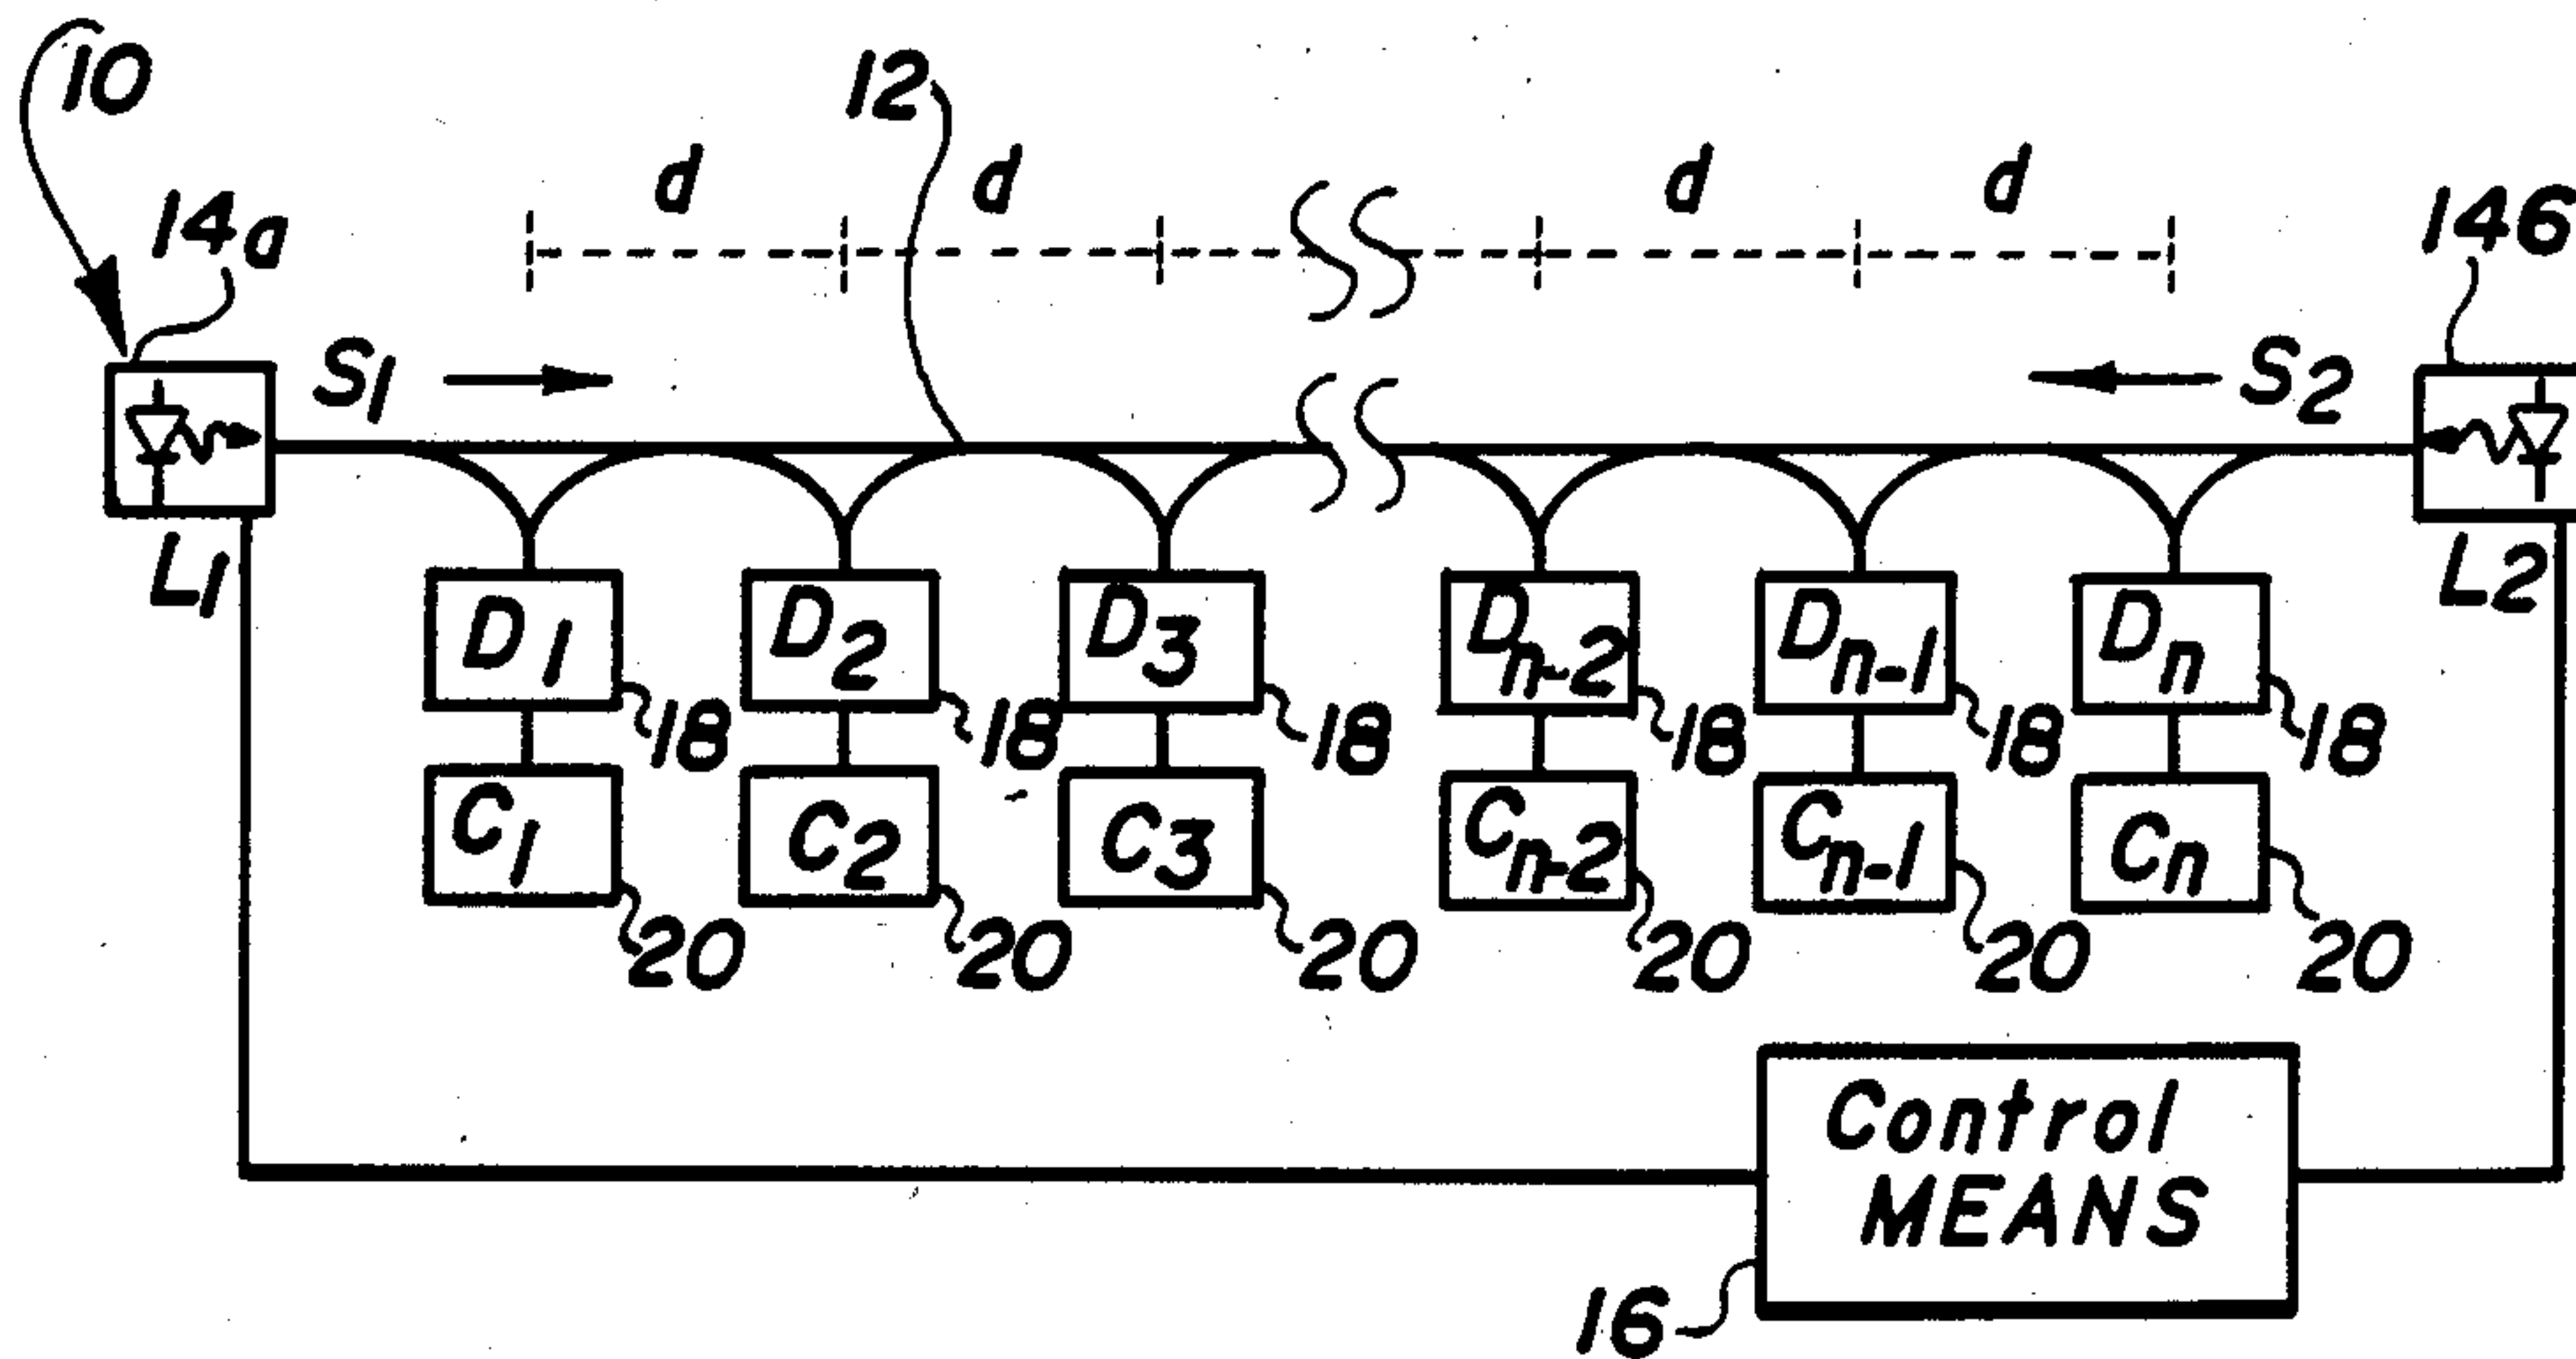 10
12
d d d d
14a
146
S1
S2
L1
L2
D1 D2 D3 Dn-2 Dn-1 Dn
18 18 18 18 18 18
C1 C2 C3 Cn-2 Cn-1 Cn
20 20 20 20 20 20
Control
MEANS
16